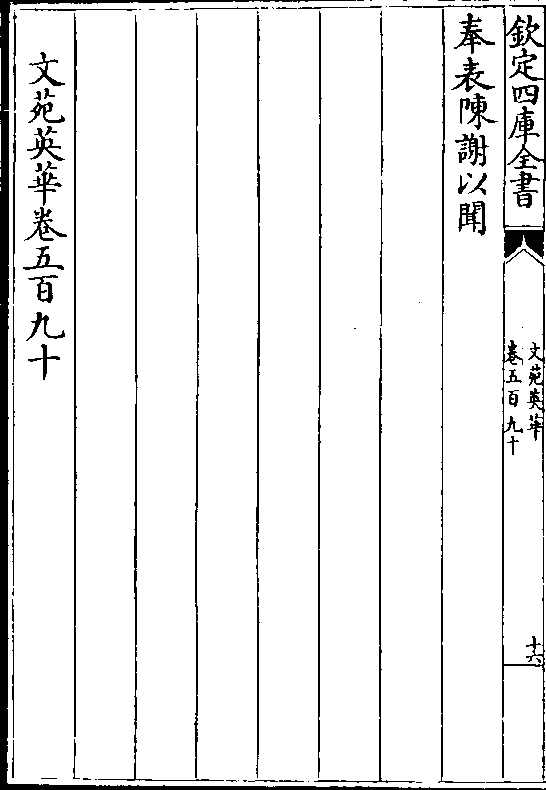 欽定四庫全書
文苑英華
卷五百九十
十六
奉表陳謝以聞
文苑英華卷五百九十